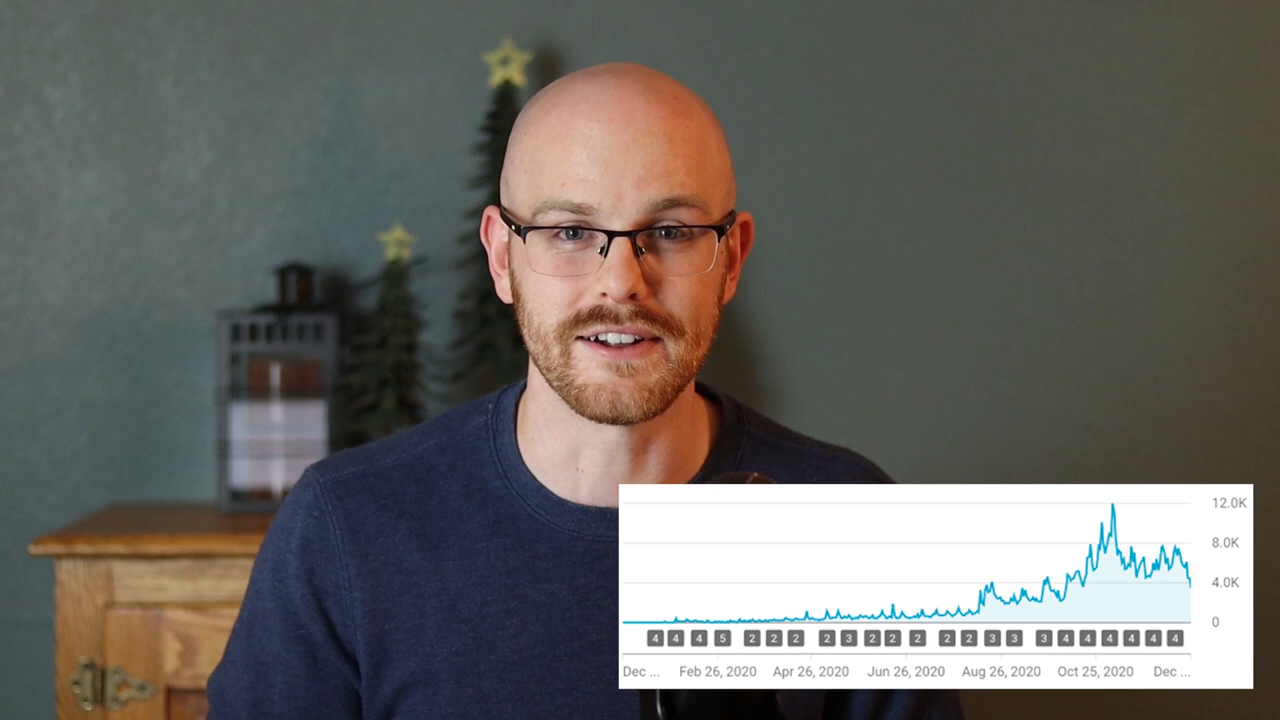 12.0K
8.0K
4.0K
0
4 4 4 5 2 2 2 2 3 2 2 2 2 2 3 3 3 4 4 4 4 4 4
Dec ... Feb 26, 2020 Apr 26, 2020 Jun 26, 2020 Aug 26, 2020 Oct 25, 2020 Dec ...